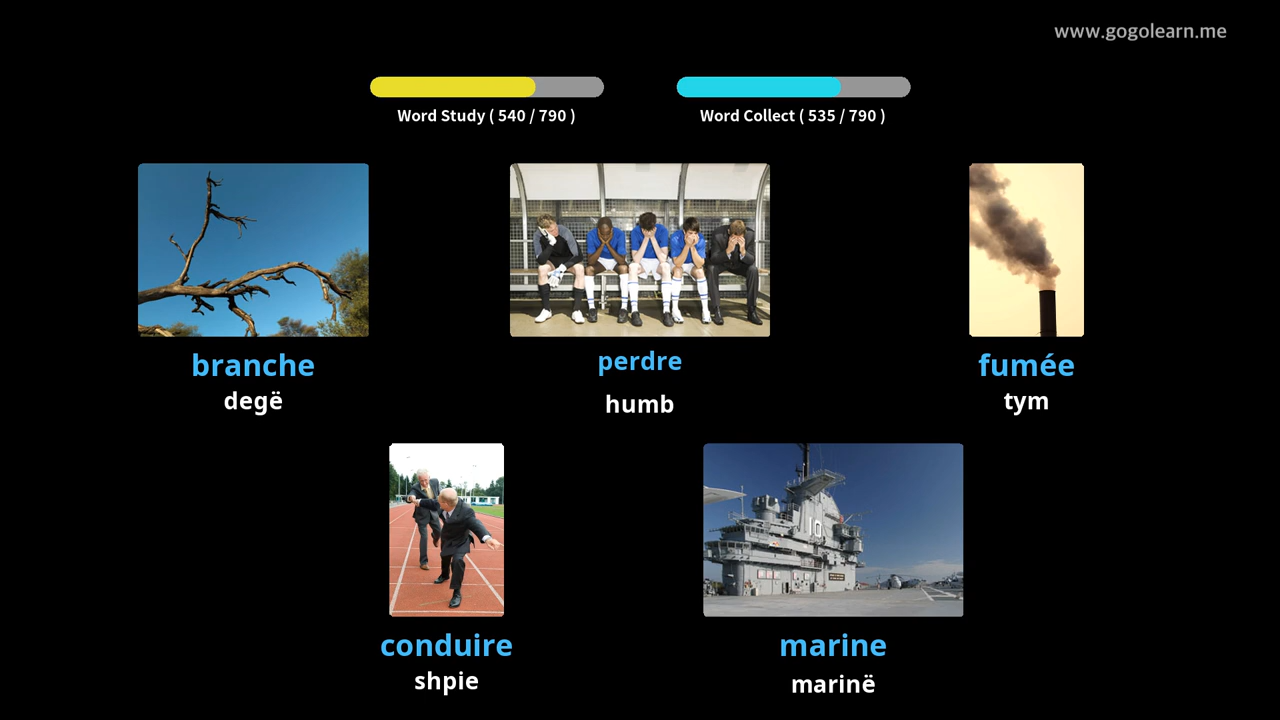 www.gogolearn.me
Word Study ( 540 / 790 )
Word Collect ( 535 / 790 )
branche
degë
perdre
humb
fumée
tym
10
conduire
shpie
marine
marinë